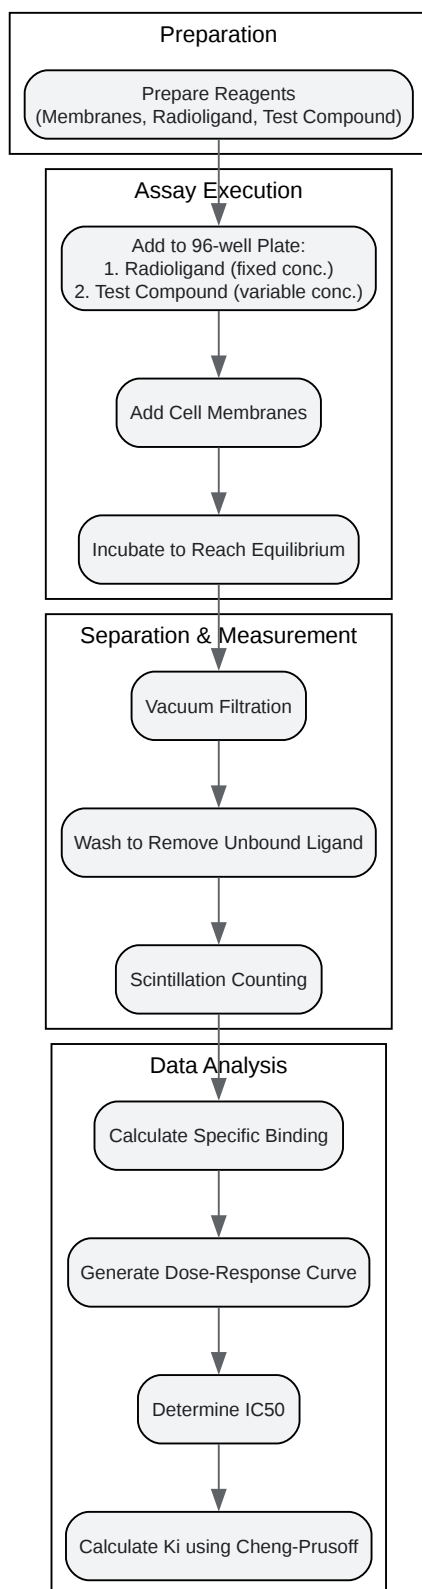 Preparation
Prepare Reagents
(Membranes, Radioligand, Test Compound)
Assay Execution
Add to 96-well Plate:
1. Radioligand (fixed conc.)
2. Test Compound (variable conc.)
Add Cell Membranes
Incubate to Reach Equilibrium
Separation & Measurement
Vacuum Filtration
Wash to Remove Unbound Ligand
Scintillation Counting
Data Analysis
Calculate Specific Binding
Generate Dose-Response Curve
Determine IC50
Calculate Ki using Cheng-Prusoff